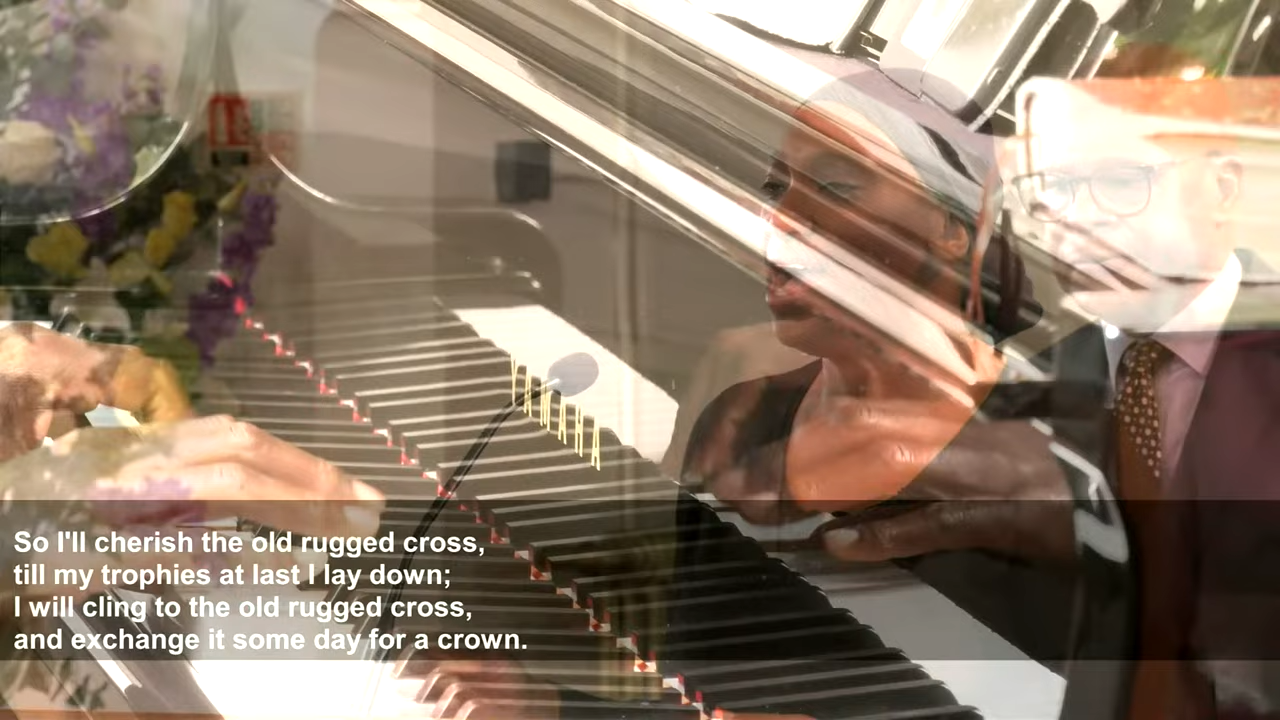 YAMAHA
So I'll cherish the old rugged cross,
till my trophies at last I lay down;
I will cling to the old rugged cross,
and exchange it some day for a crown.